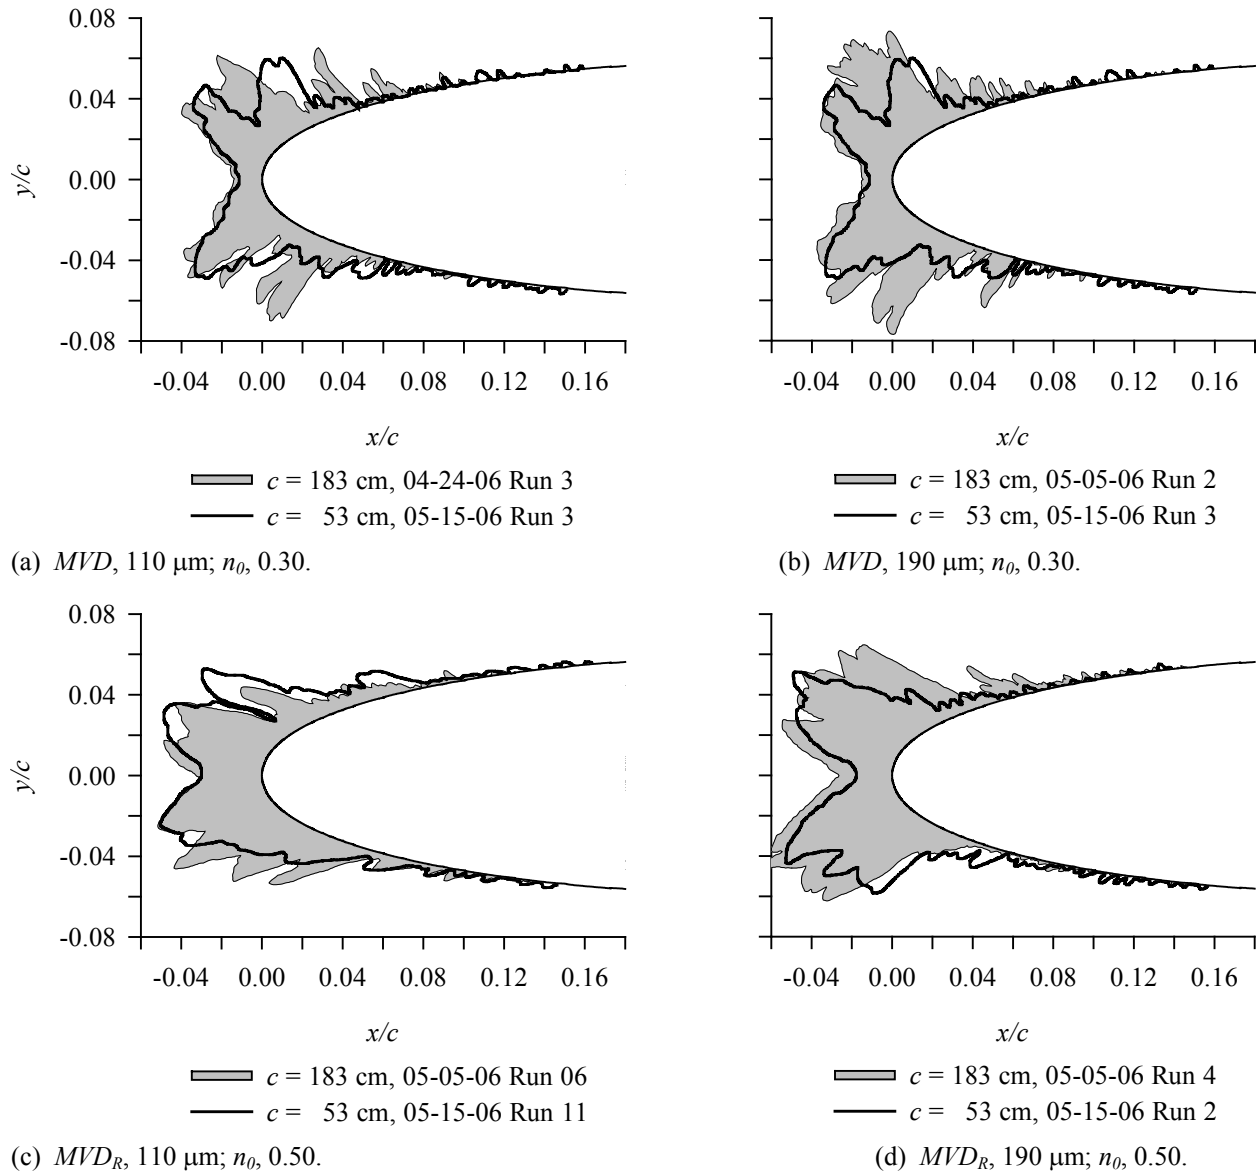 0.08 0.04 0.00 -0.04 -0.08
y/c
-0.04 0.00 0.04 0.08 0.12 0.16
x/c
c = 183 cm, 04-24-06 Run 3
c = 53 cm, 05-15-06 Run 3
(a) MVD, 110 μm; n0, 0.30.
-0.04 0.00 0.04 0.08 0.12 0.16
x/c
c = 183 cm, 05-05-06 Run 2
c = 53 cm, 05-15-06 Run 3
(b) MVD, 190 μm; n0, 0.30.
0.08 0.04 0.00 -0.04 -0.08
y/c
-0.04 0.00 0.04 0.08 0.12 0.16
x/c
c = 183 cm, 05-05-06 Run 06
c = 53 cm, 05-15-06 Run 11
(c) MVDR, 110 μm; n0, 0.50.
-0.04 0.00 0.04 0.08 0.12 0.16
x/c
c = 183 cm, 05-05-06 Run 4
c = 53 cm, 05-15-06 Run 2
(d) MVDR, 190 μm; n0, 0.50.